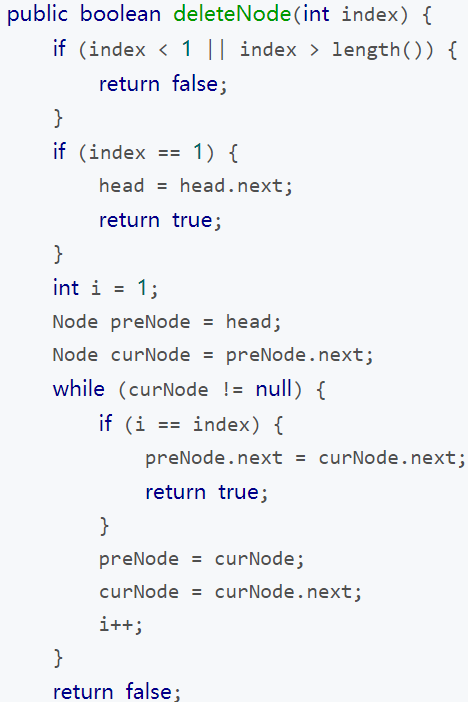 public boolean deleteNode(int index) {
    if (index < 1 || index > length()) {
        return false;
    }
    if (index == 1) {
        head = head.next;
        return true;
    }
    int i = 1;
    Node preNode = head;
    Node curNode = preNode.next;
    while (curNode != null) {
        if (i == index) {
            preNode.next = curNode.next;
            return true;
        }
        preNode = curNode;
        curNode = curNode.next;
        i++;
    }
    return false;